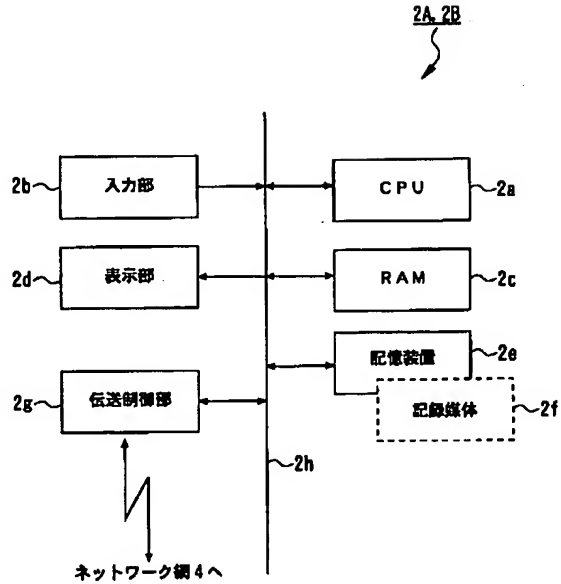 2A, 2B
2b
入力部
CPU
2a
2d
表示部
RAM
2c
記憶装置
2e
2g
伝送制御部
記録媒体
2f
2h
ネットワーク網4へ